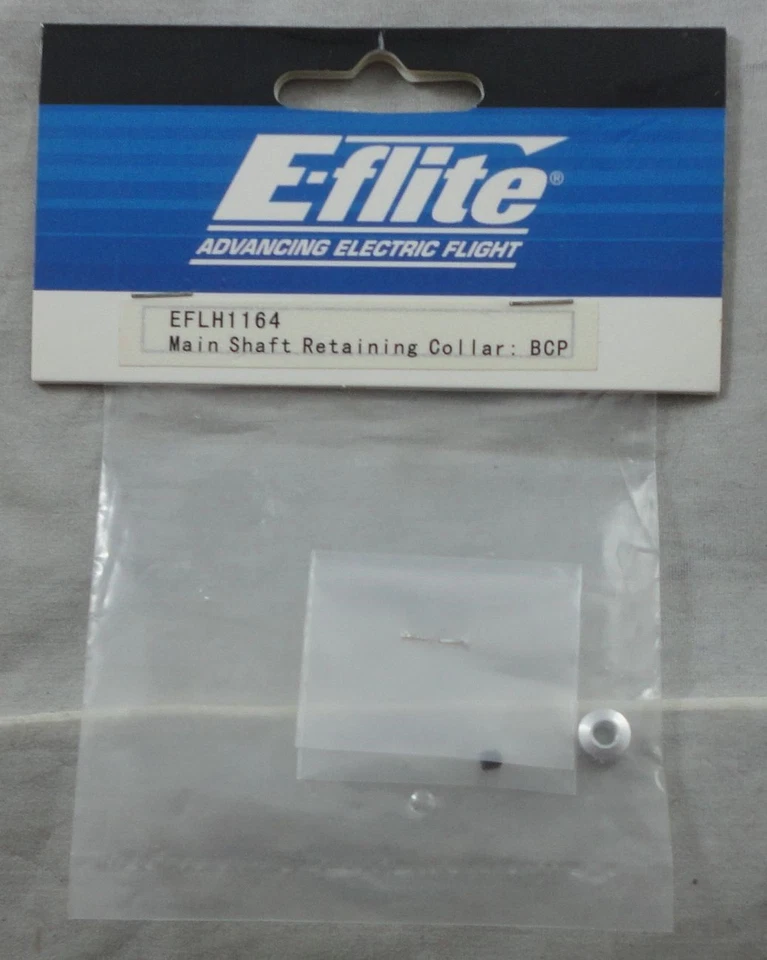 E-flite®
ADVANCING ELECTRIC FLIGHT
EFLH1164
Main Shaft Retaining Collar: BCP